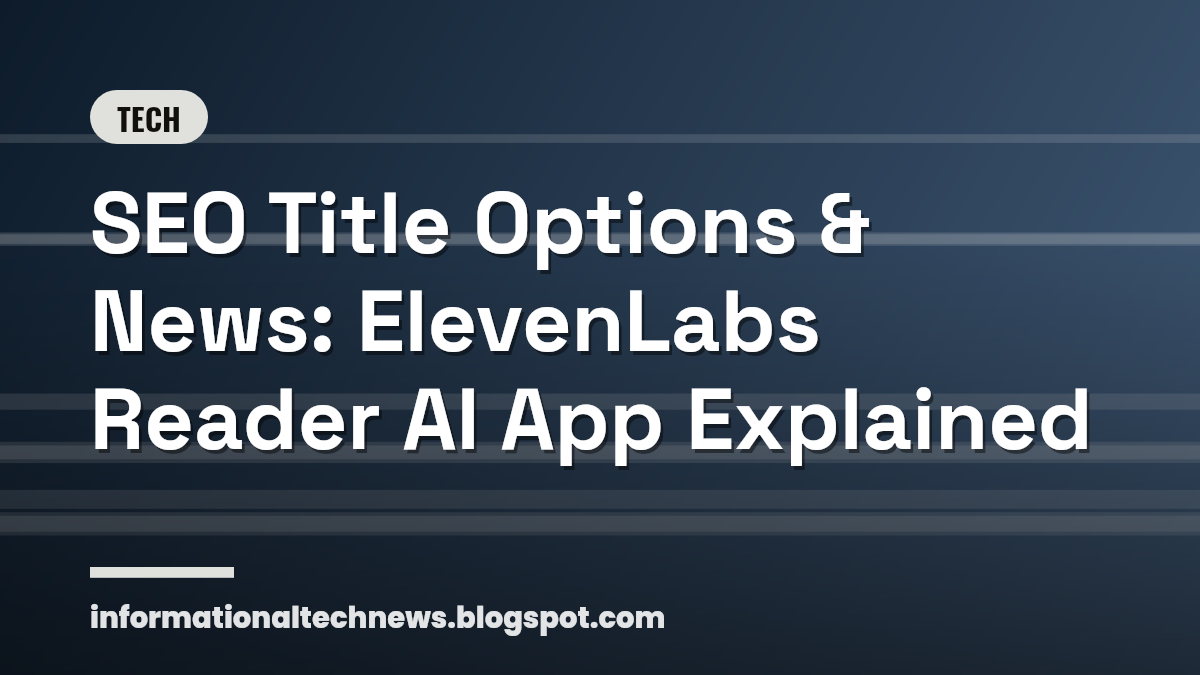 TECH
SEO Title Options &
News: ElevenLabs
Reader AI App Explained
informationaltechnews.blogspot.com